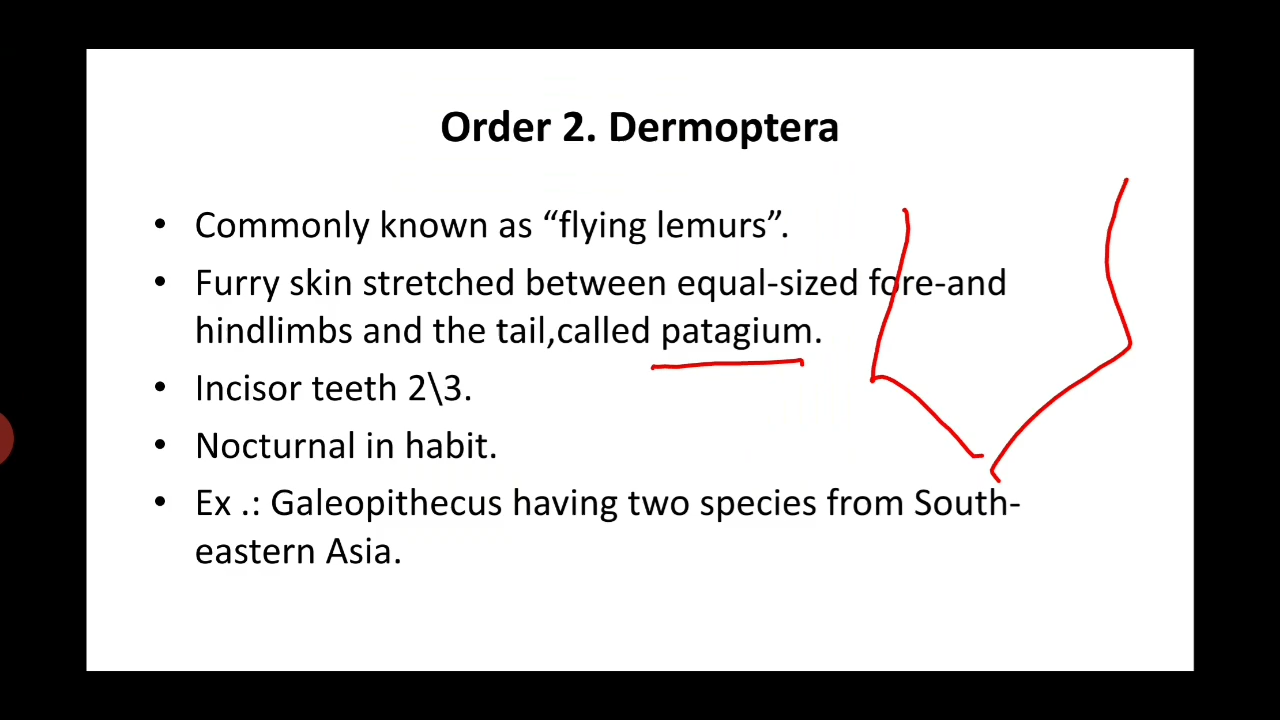 Order 2. Dermoptera
• Commonly known as “flying lemurs”.
• Furry skin stretched between equal-sized fore-and
hindlimbs and the tail,called patagium.
• Incisor teeth 2\3.
• Nocturnal in habit.
• Ex .: Galeopithecus having two species from South-
eastern Asia.